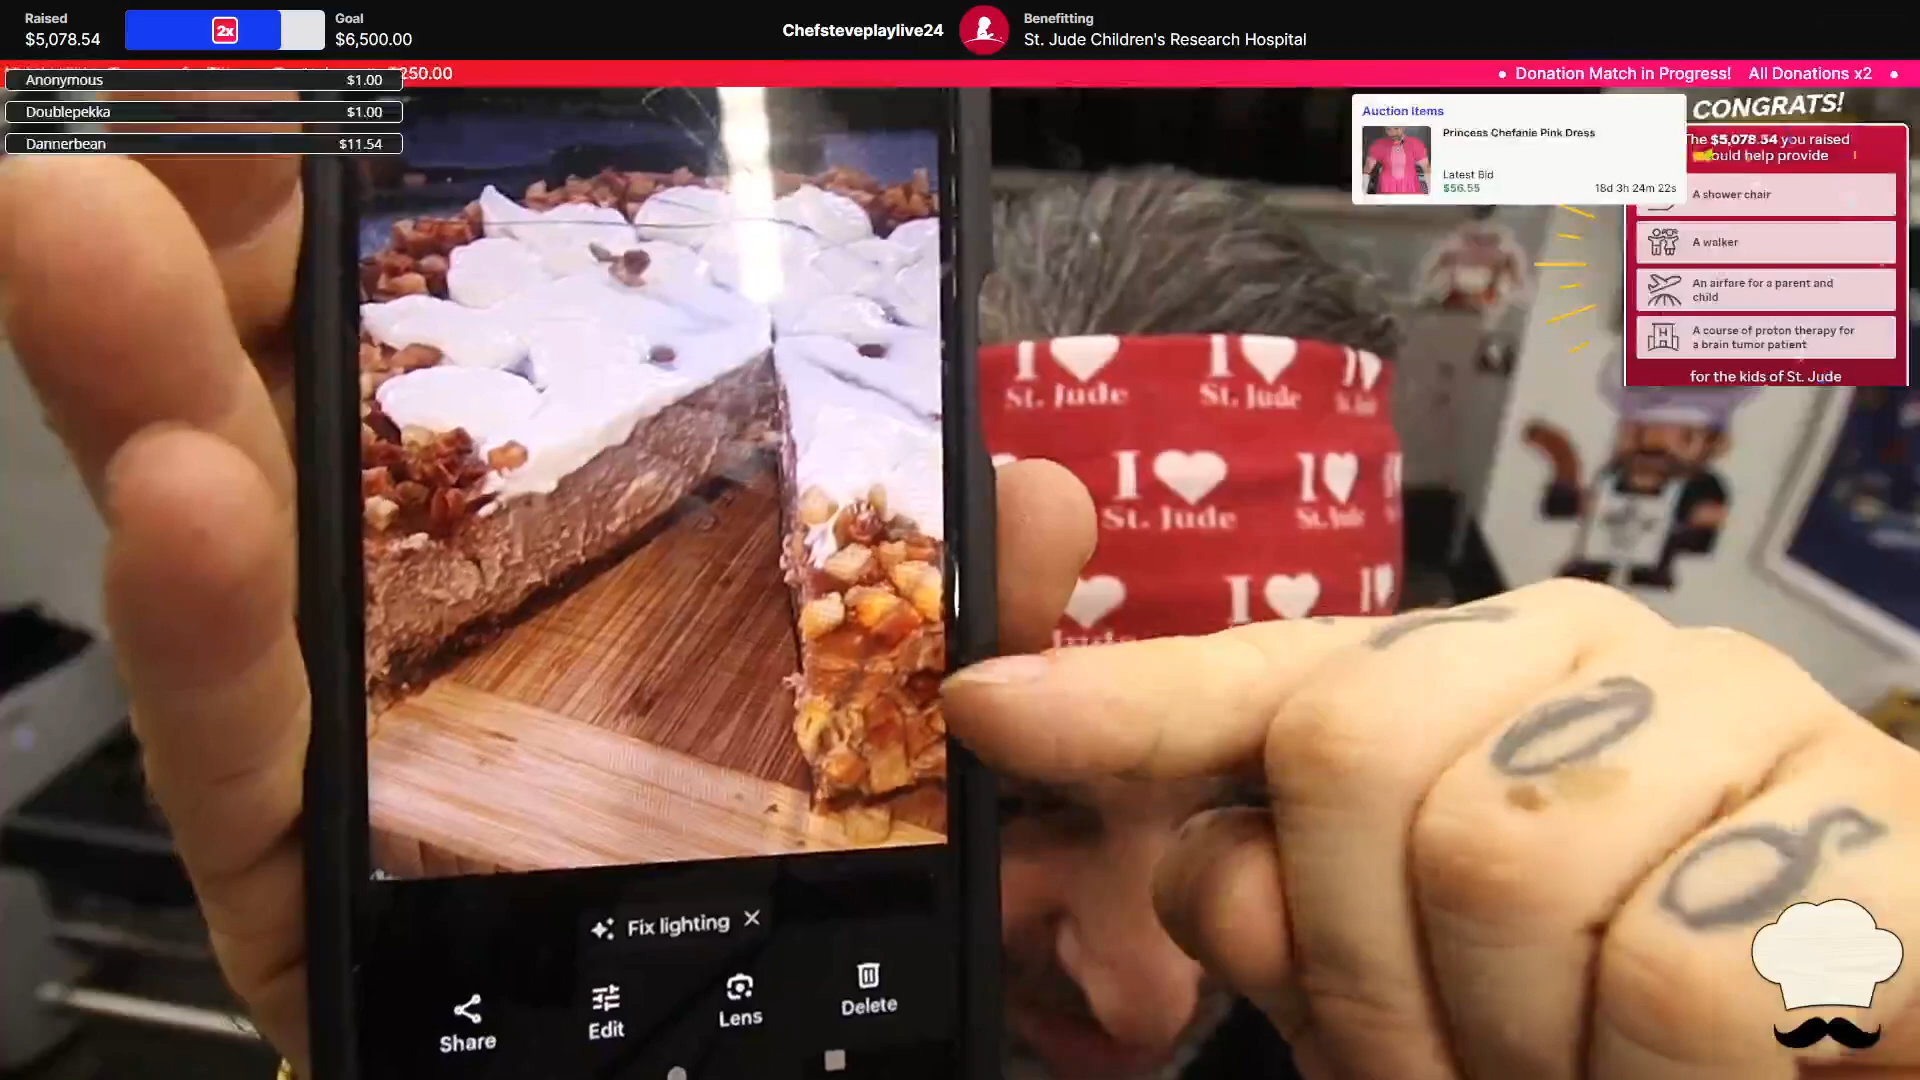 Raised
$5,078.54
2x
Goal
$6,500.00
Chefsteveplaylive24
Benefitting
St. Jude Children's Research Hospital
250.00
Donation Match in Progress! All Donations x2
Anonymous $1.00
Doublepekka $1.00
Dannerbean $11.54
Auction Items
Princess Chefanie Pink Dress
Latest Bid
$56.55 18d 3h 24m 22s
CONGRATS!
The $5,078.54 you raised
could help provide
A shower chair
A walker
An airfare for a parent and
child
A course of proton therapy for
a brain tumor patient
for the kids of St. Jude
I I
St. Jude St. Jude
I I
St. Jude St. Jude
I I
Fix lighting
Share
Edit
Lens
Delete